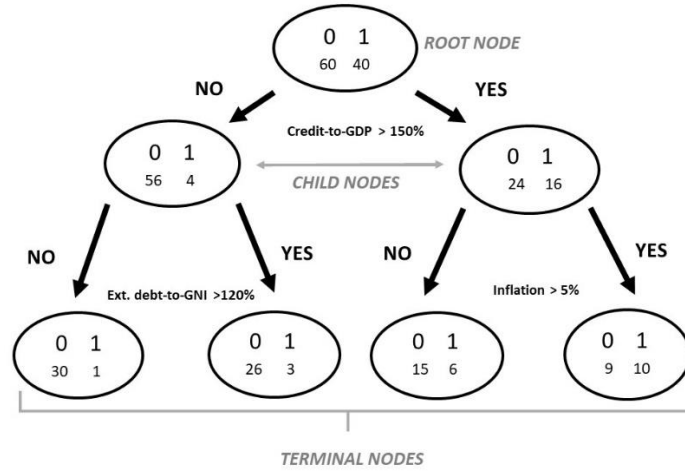 0 1
ROOT NODE
60 40
NO
YES
Credit-to-GDP > 150%
0 1
56 4
CHILD NODES
0 1
24 16
NO
YES
NO
YES
Ext. debt-to-GNI >120%
Inflation > 5%
0 1
30 1
0 1
26 3
0 1
15 6
0 1
9 10
TERMINAL NODES